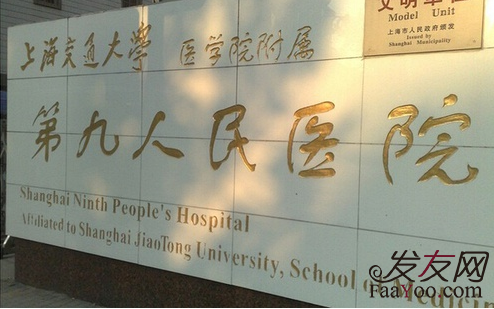 文明单位
Model Unit
上海市人民政府颁发
Issued by
Shanghai Municipality
上海交通大學 医学院附属
第九人民医院
Shanghai Ninth People's Hospital
Affiliated to Shanghai JiaoTong University, School of Medicine
发友网
FaaYoo.com